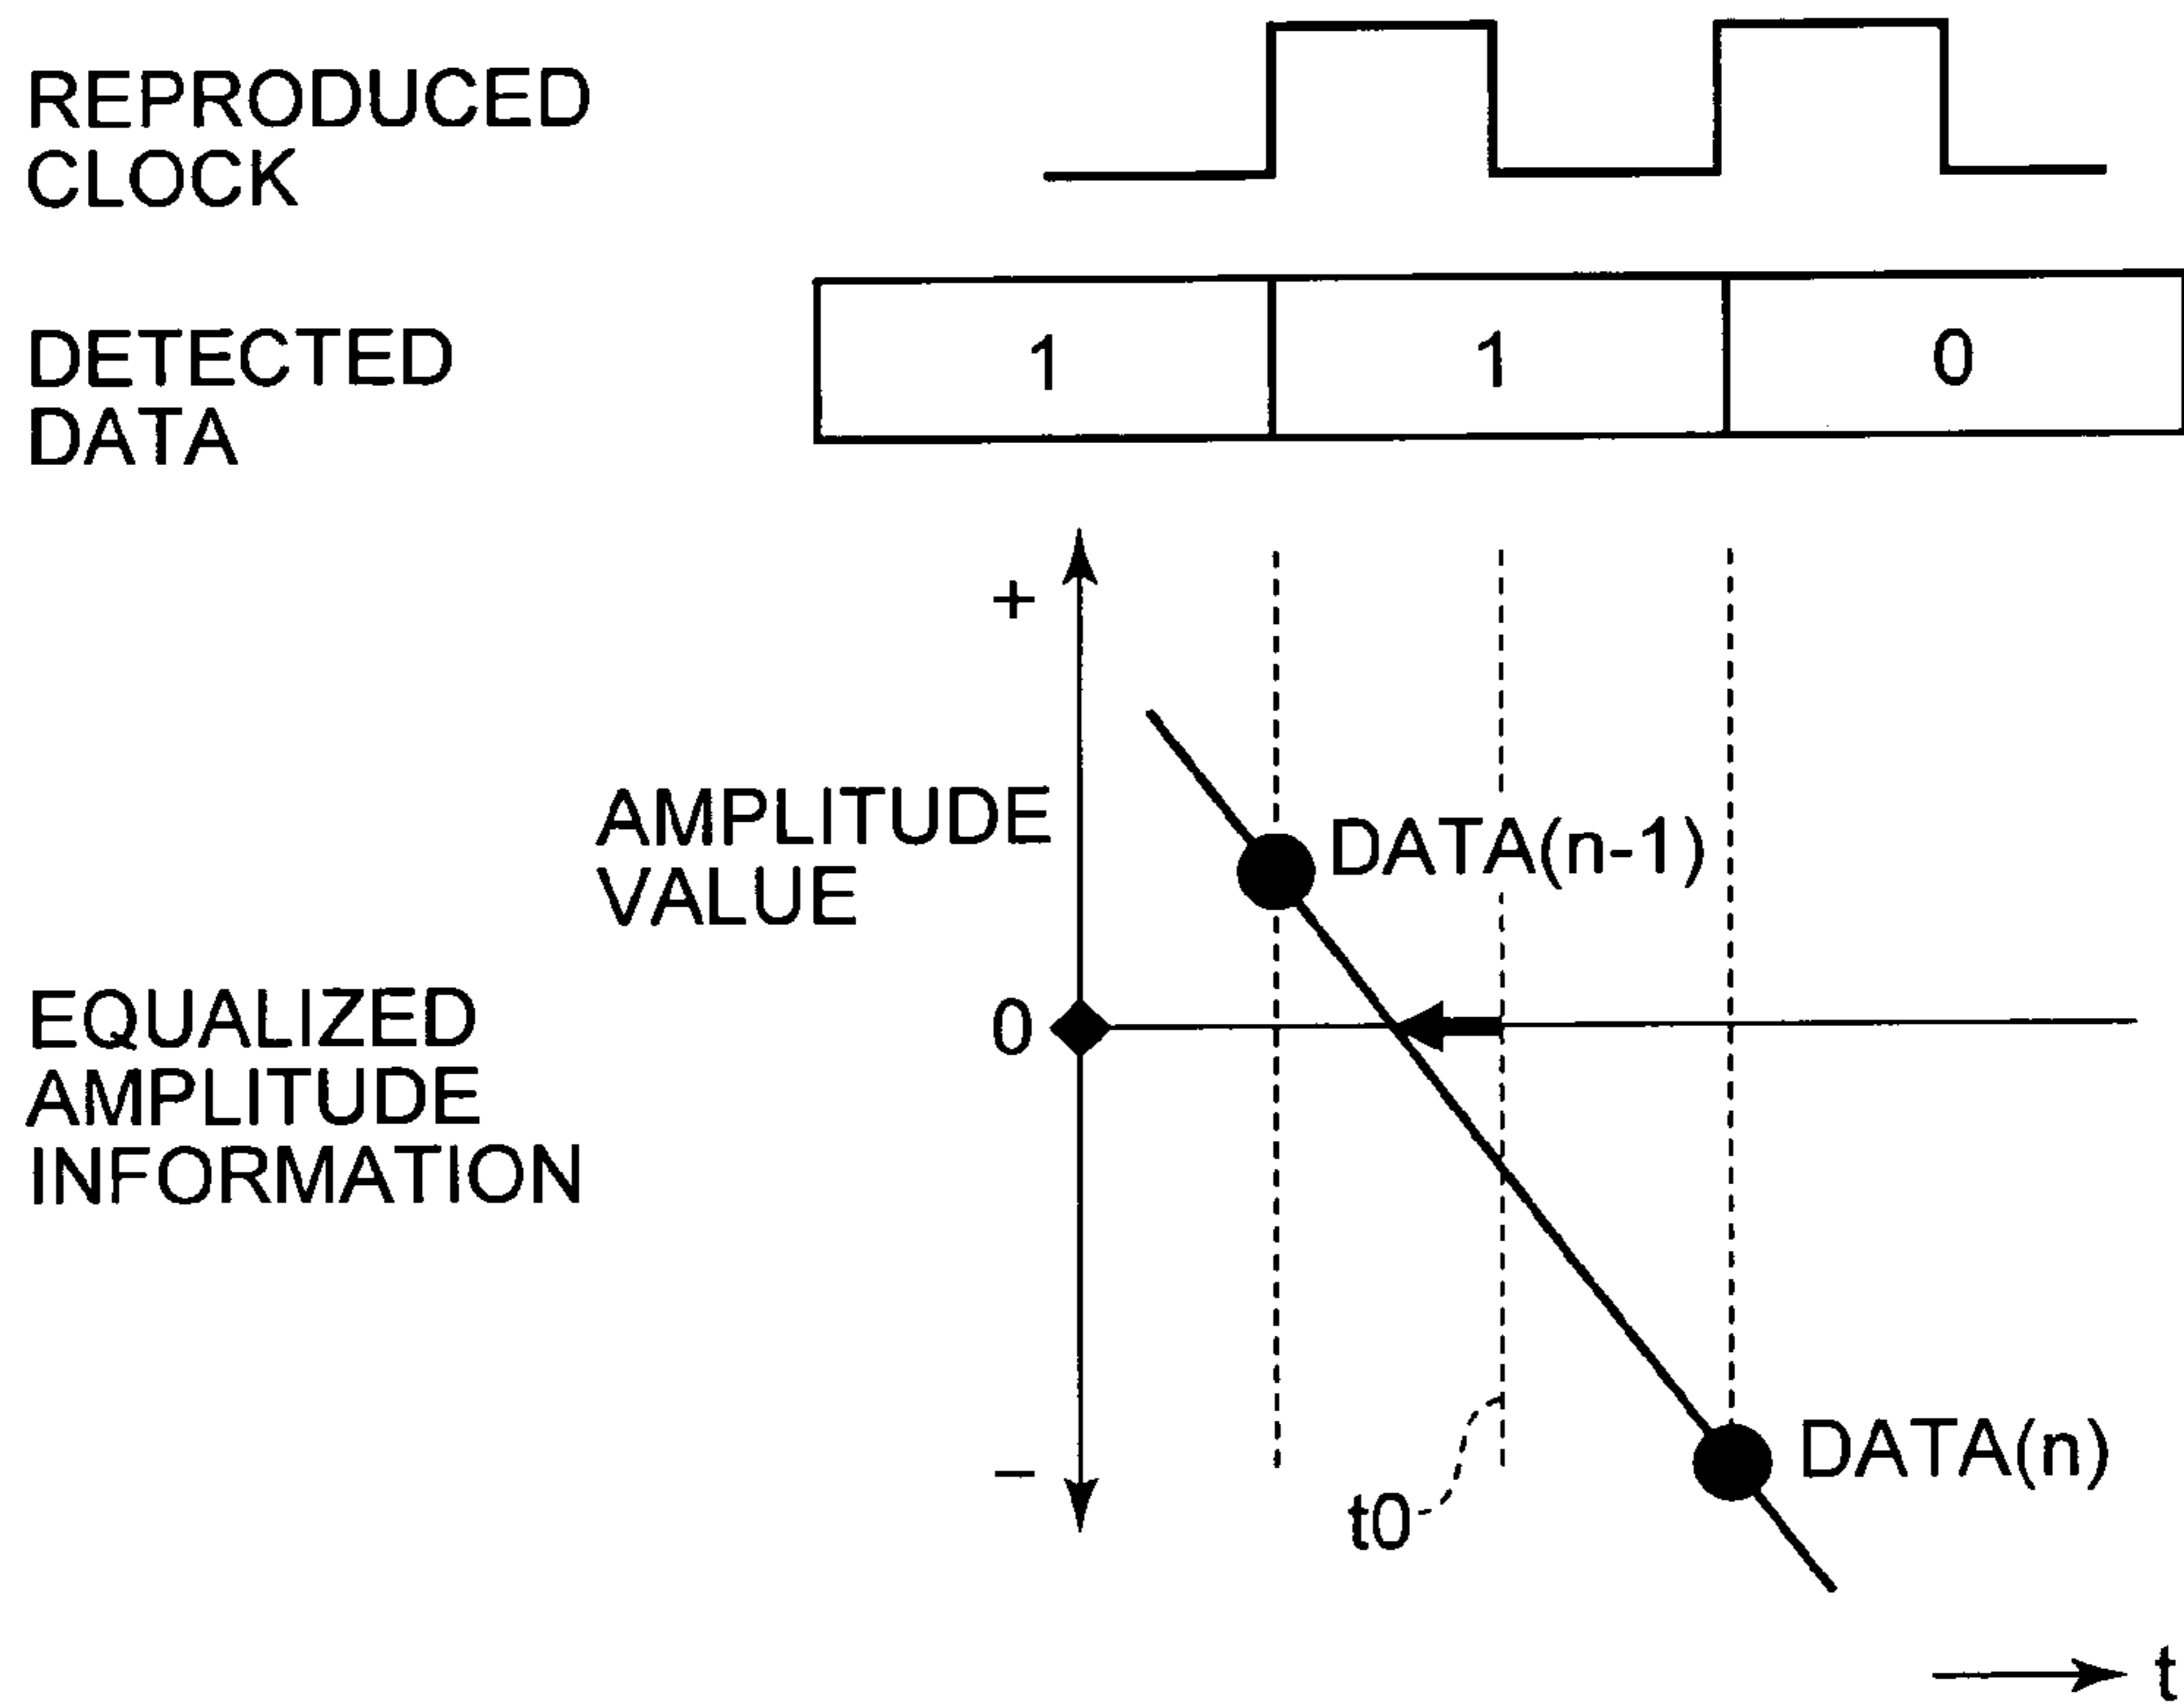 REPRODUCED
CLOCK
DETECTED
DATA
1 1 0
+
AMPLITUDE
VALUE
DATA(n-1)
0
EQUALIZED
AMPLITUDE
INFORMATION
−
DATA(n)
t0
t